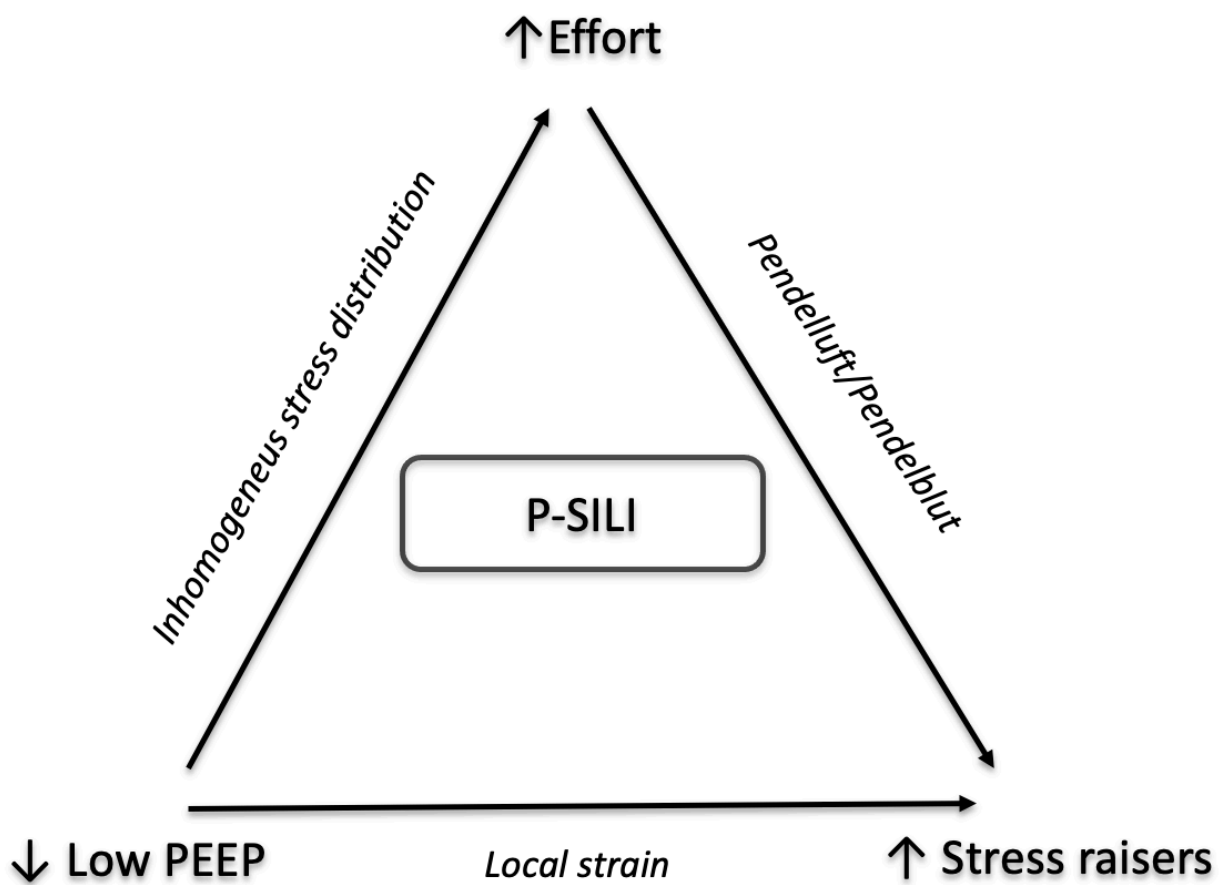 ↑Effort
Inhomogeneus stress distribution
Pendelluft/Pendelblut
P-SILI
↓ Low PEEP
Local strain
↑ Stress raisers